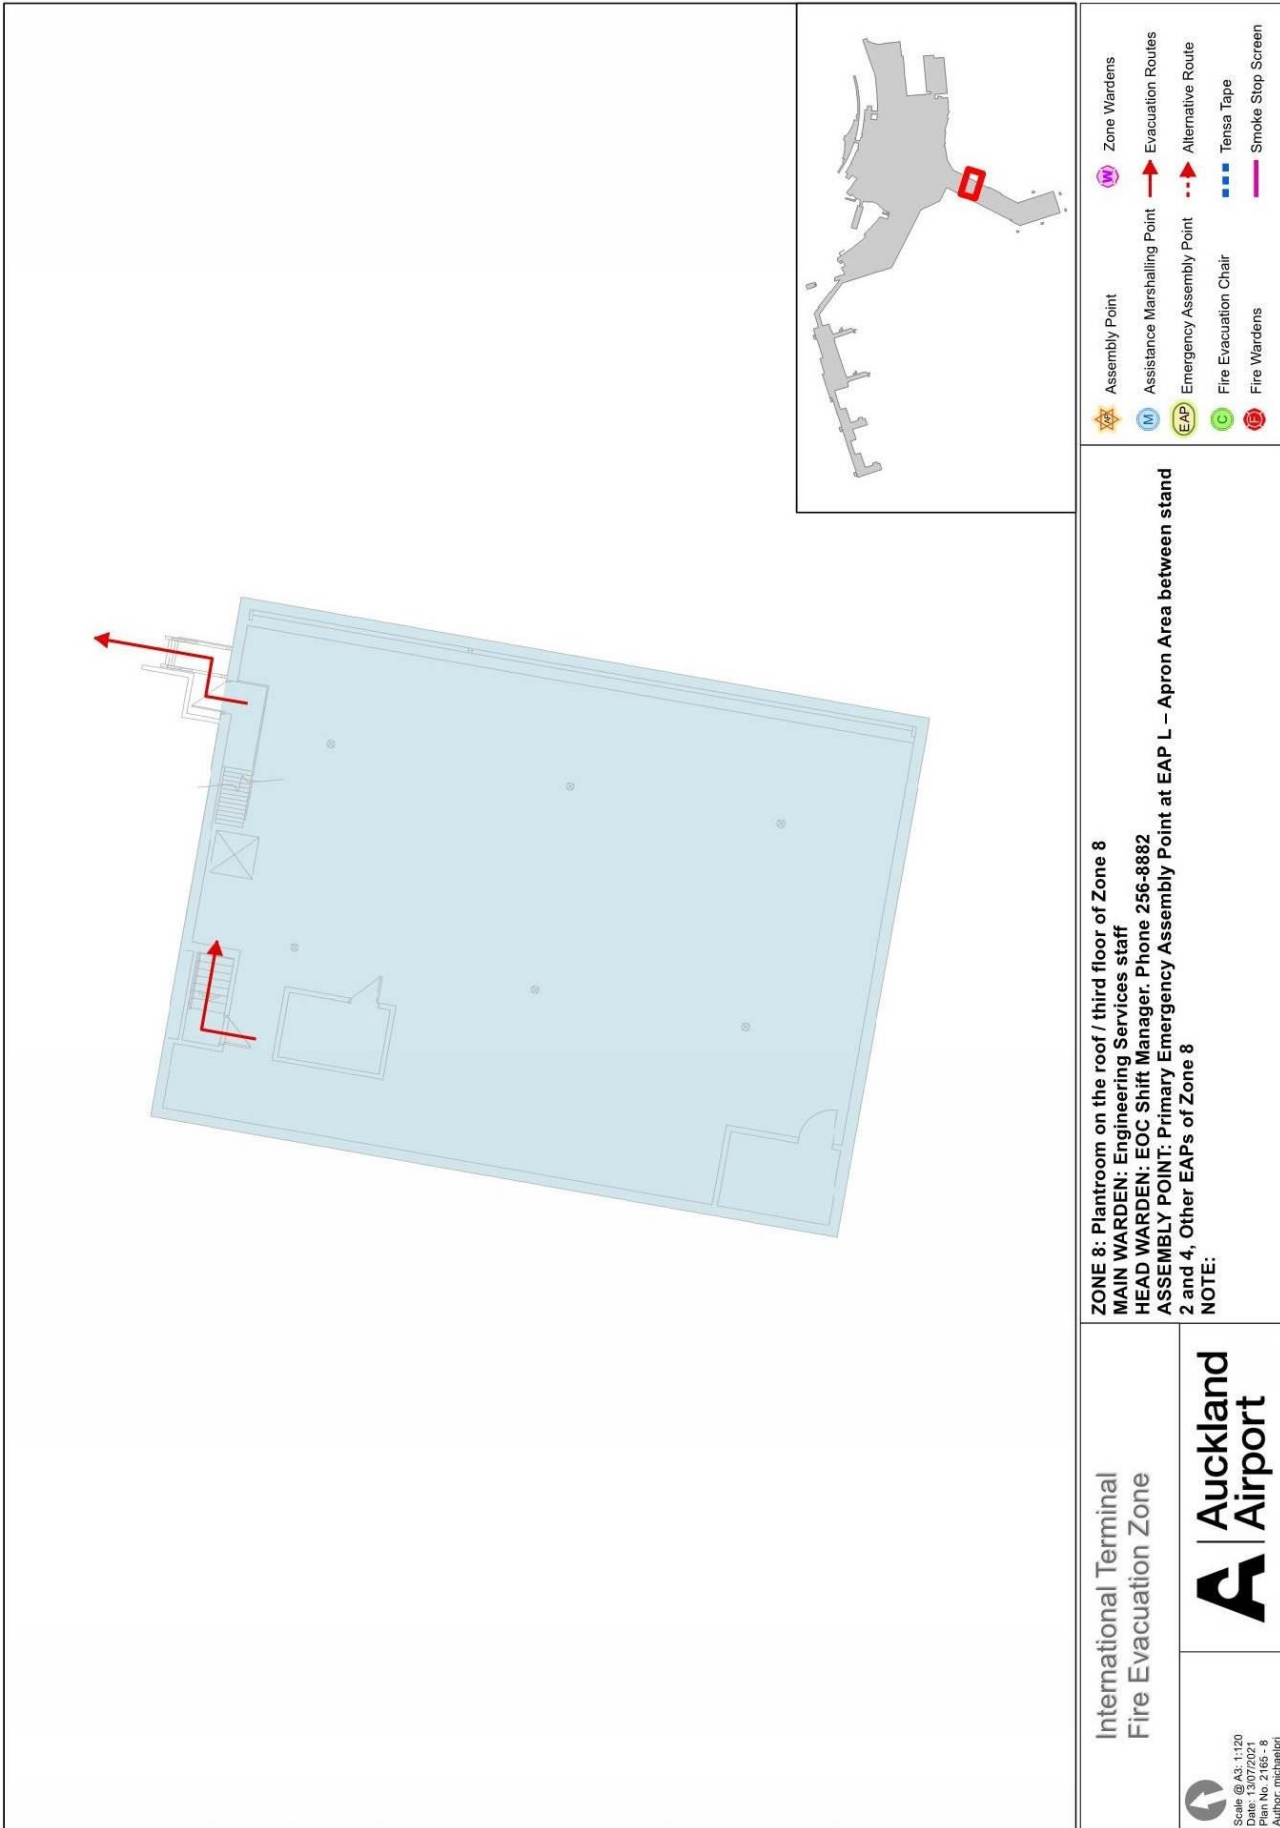 International Terminal
Fire Evacuation Zone
A Auckland
Airport
Scale @ A3: 1:120
Date: 13/07/2021
Plan No. 2165 - 8
Author: michaelpri
ZONE 8: Plantroom on the roof / third floor of Zone 8
MAIN WARDEN: Engineering Services staff
HEAD WARDEN: EOC Shift Manager. Phone 256-8882
ASSEMBLY POINT: Primary Emergency Assembly Point at EAP L – Apron Area between stand
2 and 4, Other EAPs of Zone 8
NOTE:
AP Assembly Point
M Assistance Marshalling Point
EAP Emergency Assembly Point
C Fire Evacuation Chair
F Fire Wardens
W Zone Wardens
Evacuation Routes
Alternative Route
Tensa Tape
Smoke Stop Screen